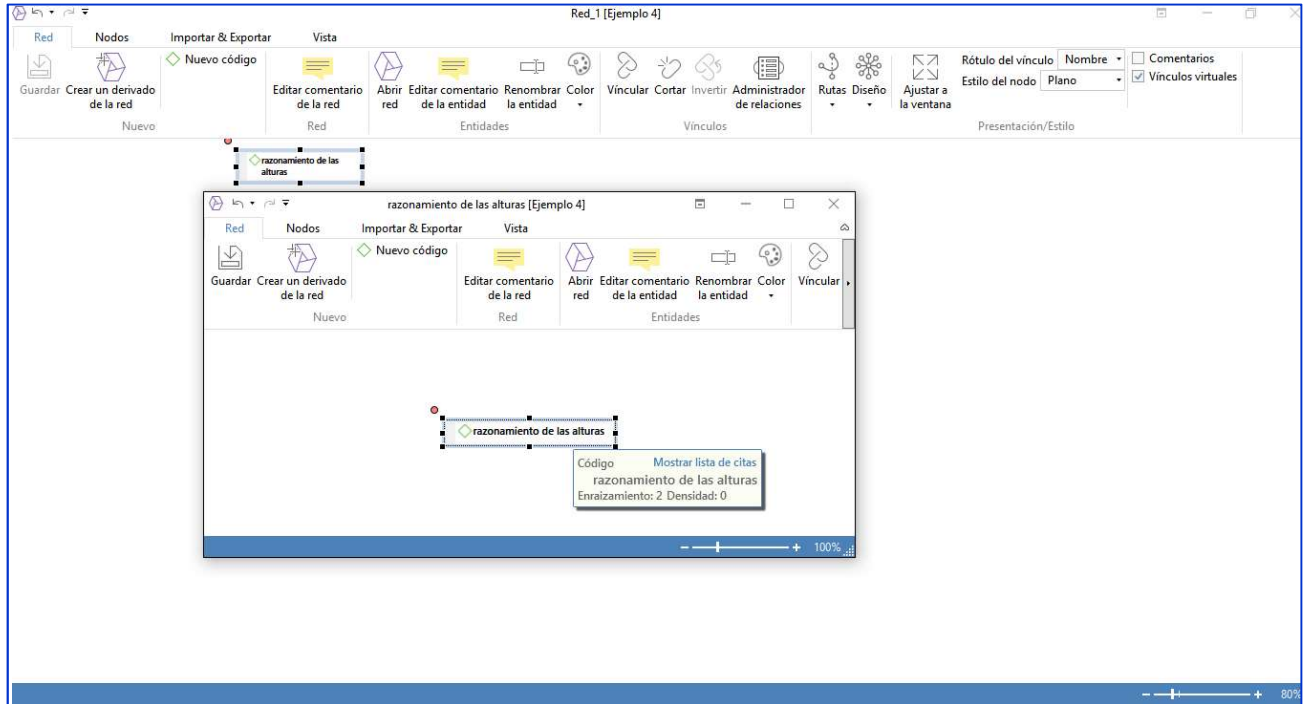 Red_1 [Ejemplo 4]
Red Nodos Importar & Exportar Vista
Guardar
Crear un derivado
de la red
Nuevo código
Nuevo
Editar comentario
de la red
Red
Abrir
red
Editar comentario
de la entidad
Renombrar
la entidad
Color
Entidades
Víncular
Cortar
Invertir
Administrador
de relaciones
Vínculos
Rutas
Diseño
Ajustar a
la ventana
Rótulo del vínculo Nombre
Estilo del nodo Plano
Comentarios
Vínculos virtuales
Presentación/Estilo
razonamiento de las
alturas
razonamiento de las alturas [Ejemplo 4]
Red Nodos Importar & Exportar Vista
Guardar
Crear un derivado
de la red
Nuevo código
Nuevo
Editar comentario
de la red
Red
Abrir
red
Editar comentario
de la entidad
Renombrar
la entidad
Color
Entidades
Víncular
razonamiento de las alturas
Código Mostrar lista de citas
razonamiento de las alturas
Enraizamiento: 2 Densidad: 0
100%
80%